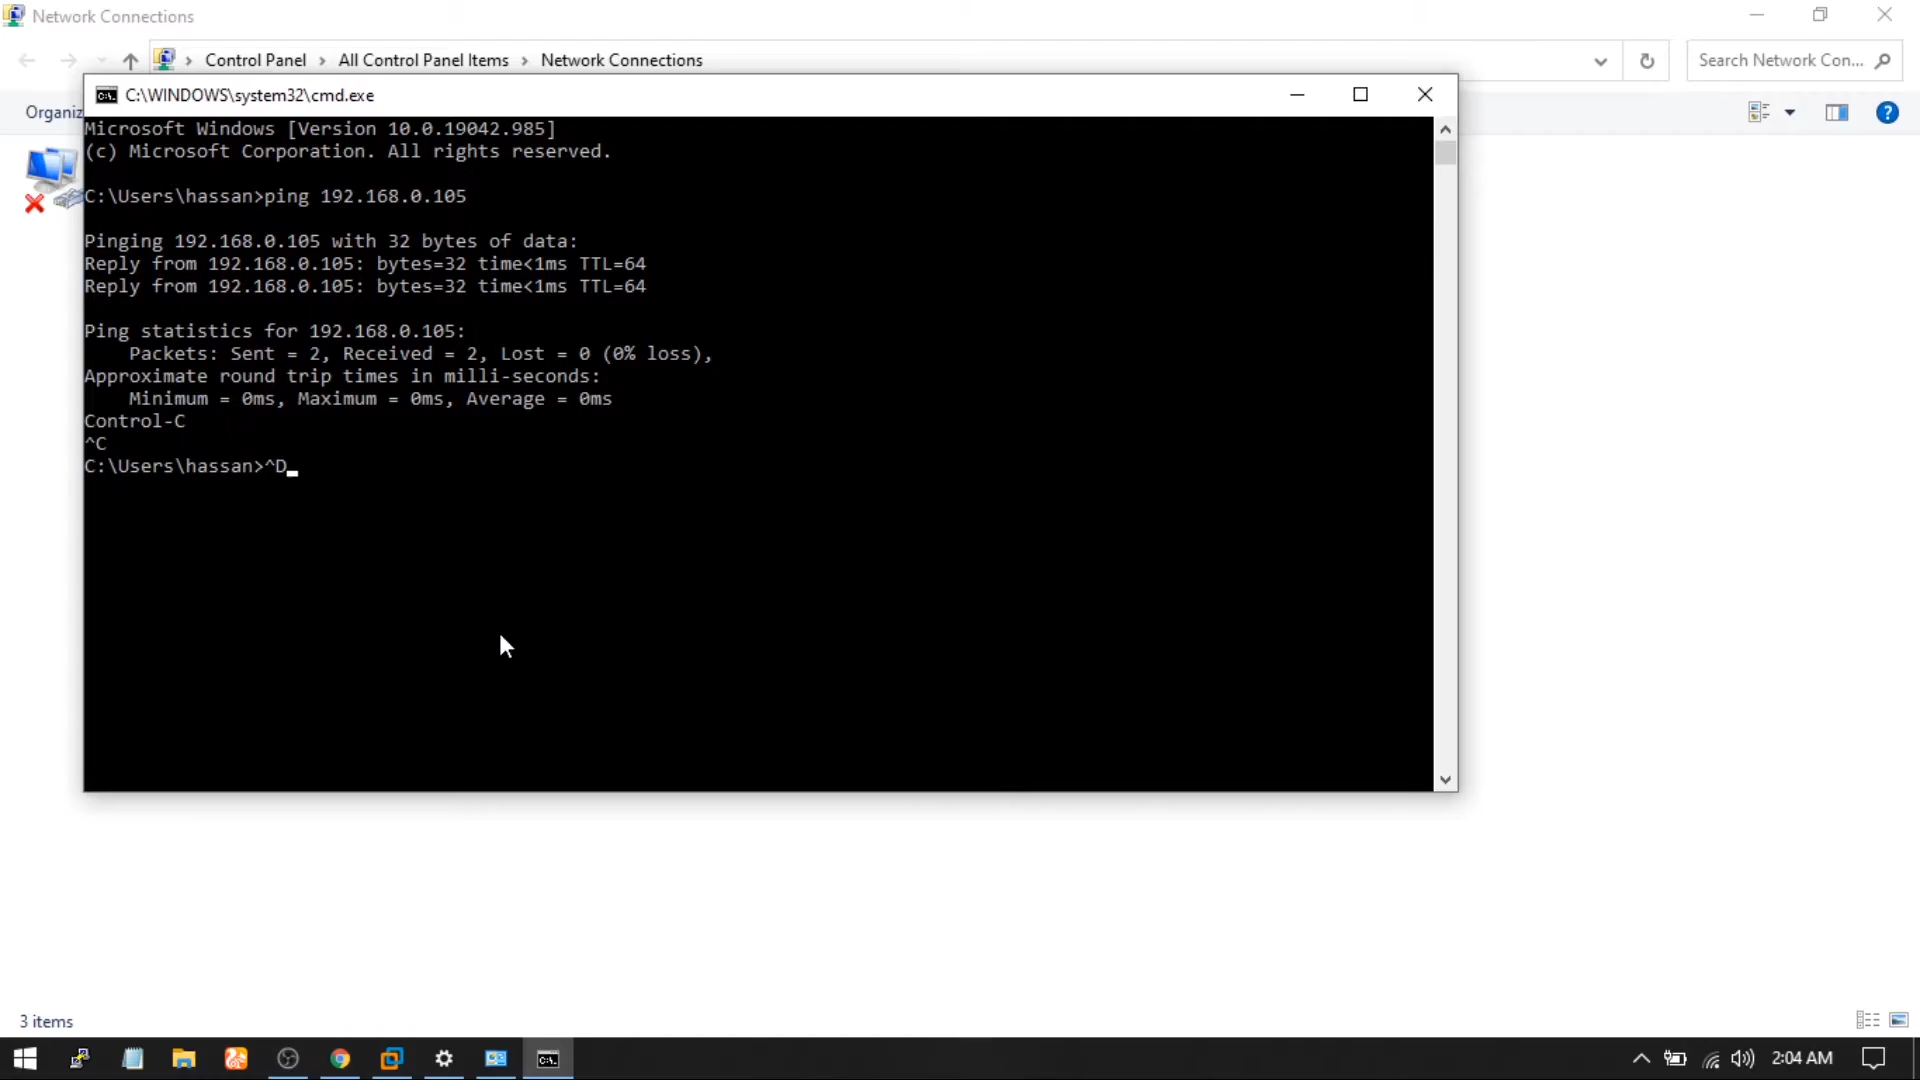 Network Connections
Control Panel > All Control Panel Items > Network Connections
Search Network Con...
C:\WINDOWS\system32\cmd.exe
Organiz
Microsoft Windows [Version 10.0.19042.985]
(c) Microsoft Corporation. All rights reserved.
C:\Users\hassan>ping 192.168.0.105
Pinging 192.168.0.105 with 32 bytes of data:
Reply from 192.168.0.105: bytes=32 time<1ms TTL=64
Reply from 192.168.0.105: bytes=32 time<1ms TTL=64
Ping statistics for 192.168.0.105:
    Packets: Sent = 2, Received = 2, Lost = 0 (0% loss),
Approximate round trip times in milli-seconds:
    Minimum = 0ms, Maximum = 0ms, Average = 0ms
Control-C
^C
C:\Users\hassan>^D
3 items
2:04 AM